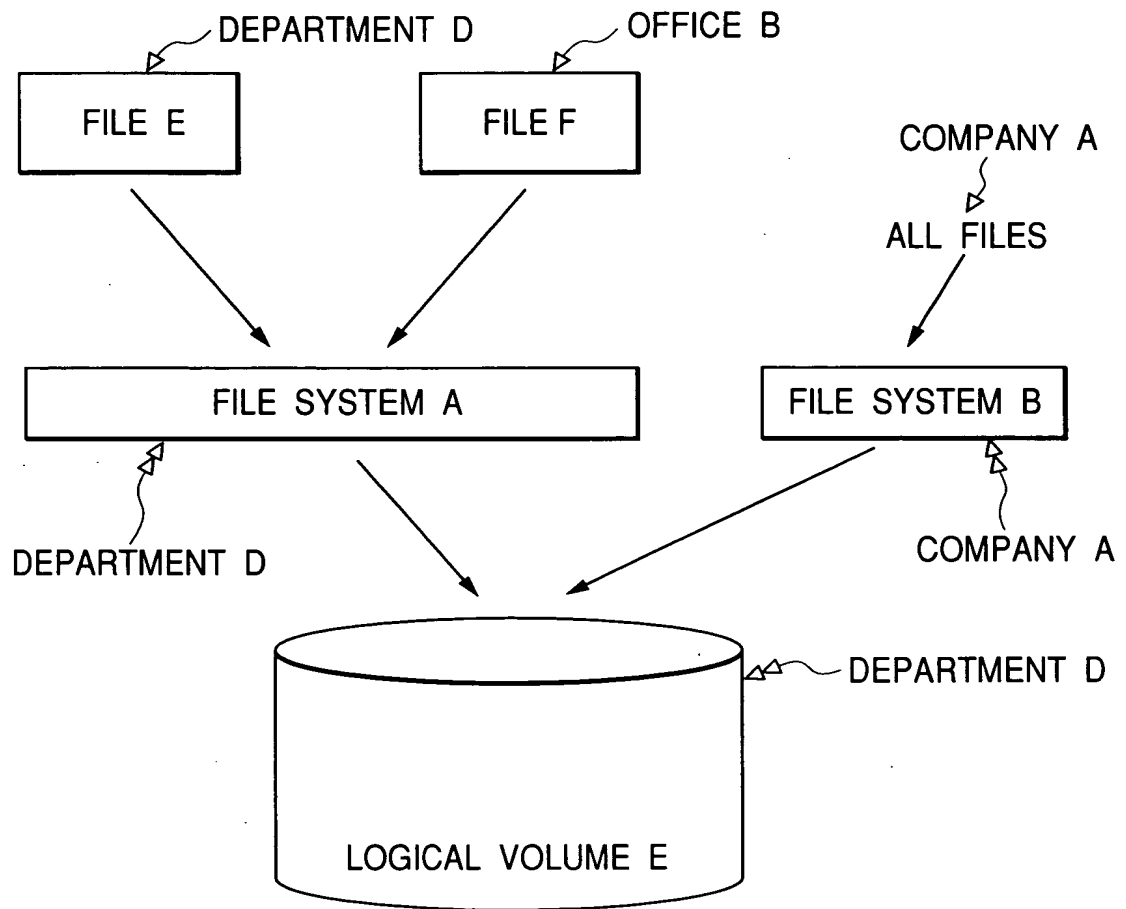 DEPARTMENT D
OFFICE B
FILE E
FILE F
COMPANY A
ALL FILES
FILE SYSTEM A
FILE SYSTEM B
DEPARTMENT D
COMPANY A
DEPARTMENT D
LOGICAL VOLUME E